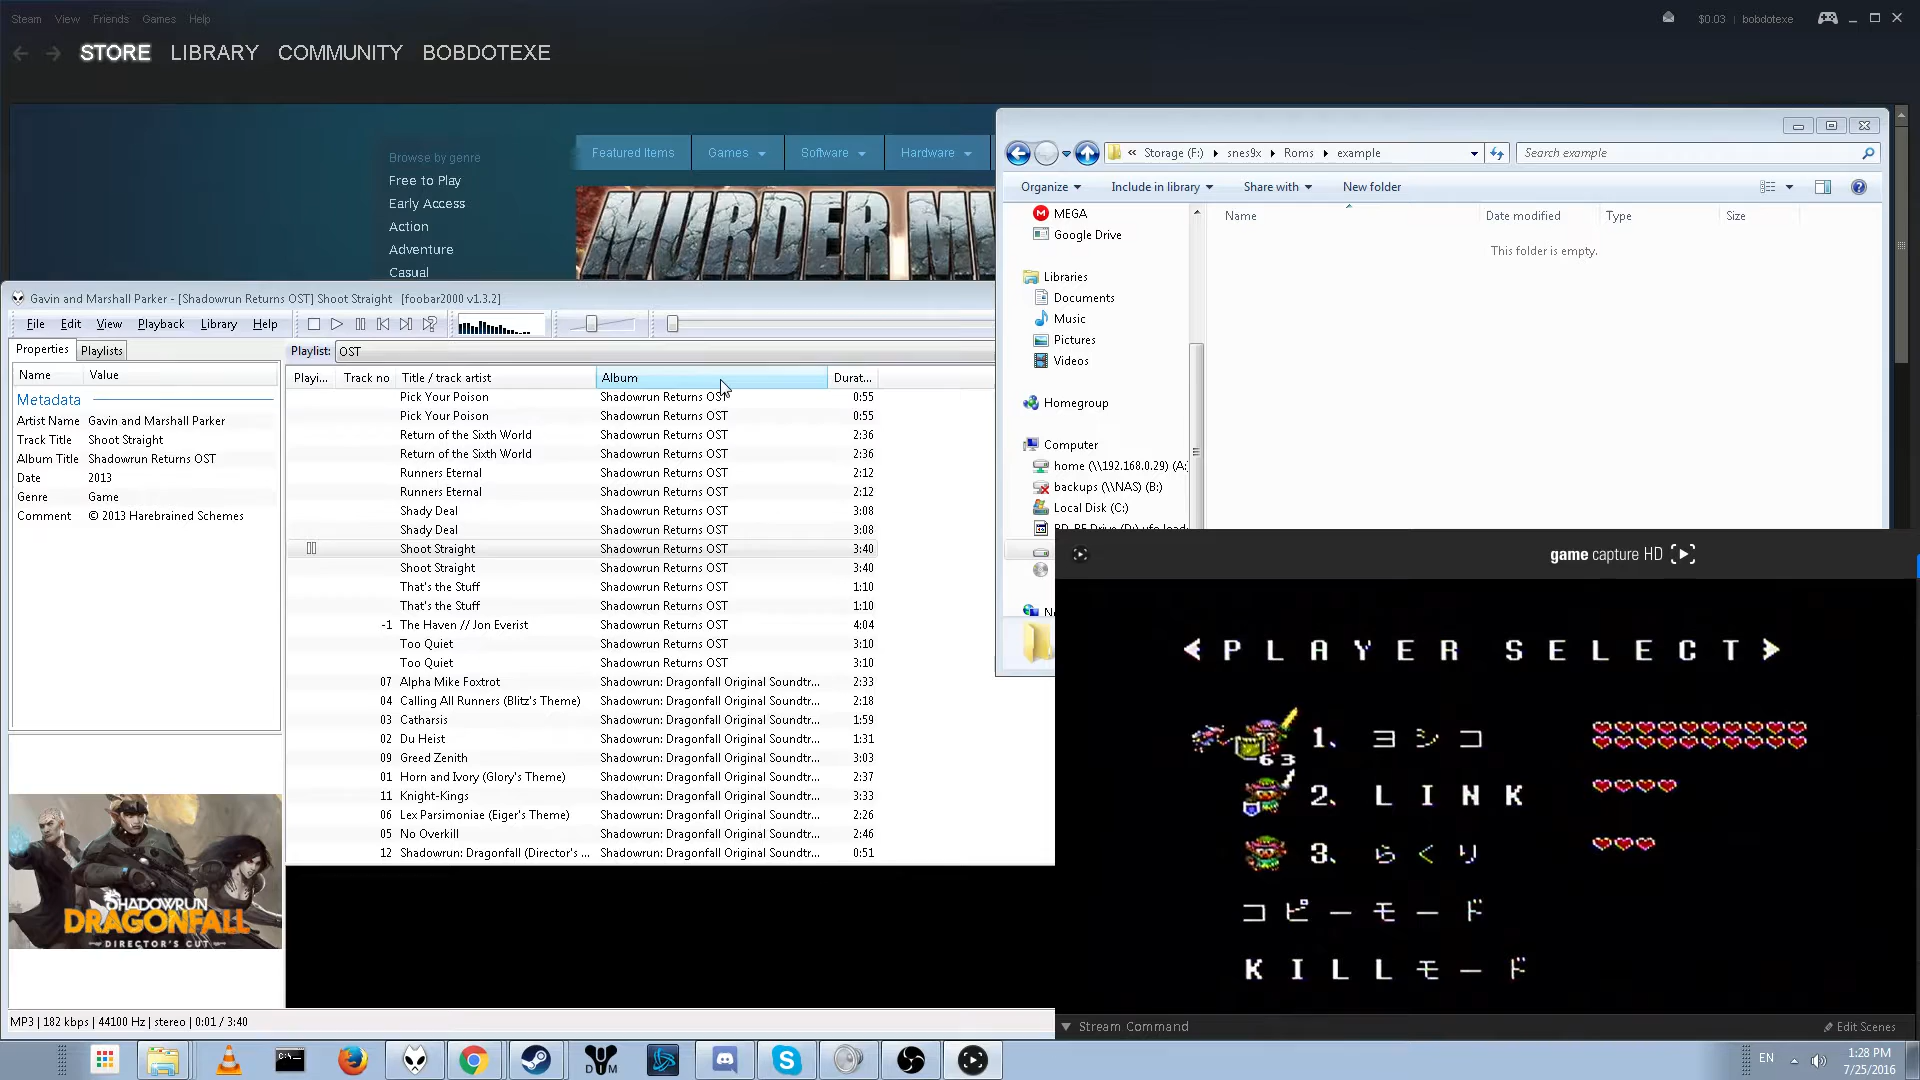 Steam View Friends Games Help
$0.03 bobdotexe
STORE LIBRARY COMMUNITY BOBDOTEXE
Browse by genre
Free to Play
Early Access
Action
Adventure
Casual
Featured Items Games Software Hardware
MURDER
« Storage (F:) snes9x Roms example
Search example
Organize Include in library Share with New folder
Name Date modified Type Size
This folder is empty.
MEGA
Google Drive
Libraries
Documents
Music
Pictures
Videos
Homegroup
Computer
home (\\192.168.0.29) (A:
backups (\\NAS) (B:)
Local Disk (C:)
Gavin and Marshall Parker - [Shadowrun Returns OST] Shoot Straight [foobar2000 v1.3.2]
File Edit View Playback Library Help
Properties Playlists
Playlist: OST
Name Value
Metadata
Artist Name Gavin and Marshall Parker
Track Title Shoot Straight
Album Title Shadowrun Returns OST
Date 2013
Genre Game
Comment © 2013 Harebrained Schemes
Playi... Track no Title / track artist Album Durat...
Pick Your Poison Shadowrun Returns OST 0:55
Pick Your Poison Shadowrun Returns OST 0:55
Return of the Sixth World Shadowrun Returns OST 2:36
Return of the Sixth World Shadowrun Returns OST 2:36
Runners Eternal Shadowrun Returns OST 2:12
Runners Eternal Shadowrun Returns OST 2:12
Shady Deal Shadowrun Returns OST 3:08
Shady Deal Shadowrun Returns OST 3:08
Shoot Straight Shadowrun Returns OST 3:40
Shoot Straight Shadowrun Returns OST 3:40
That's the Stuff Shadowrun Returns OST 1:10
That's the Stuff Shadowrun Returns OST 1:10
-1 The Haven // Jon Everist Shadowrun Returns OST 4:04
Too Quiet Shadowrun Returns OST 3:10
Too Quiet Shadowrun Returns OST 3:10
07 Alpha Mike Foxtrot Shadowrun: Dragonfall Original Soundtr... 2:33
04 Calling All Runners (Blitz's Theme) Shadowrun: Dragonfall Original Soundtr... 2:18
03 Catharsis Shadowrun: Dragonfall Original Soundtr... 1:59
02 Du Heist Shadowrun: Dragonfall Original Soundtr... 1:31
09 Greed Zenith Shadowrun: Dragonfall Original Soundtr... 3:03
01 Horn and Ivory (Glory's Theme) Shadowrun: Dragonfall Original Soundtr... 2:37
11 Knight-Kings Shadowrun: Dragonfall Original Soundtr... 3:33
06 Lex Parsimoniae (Eiger's Theme) Shadowrun: Dragonfall Original Soundtr... 2:26
05 No Overkill Shadowrun: Dragonfall Original Soundtr... 2:46
12 Shadowrun: Dragonfall (Director's ... Shadowrun: Dragonfall Original Soundtr... 0:51
SHADOWRUN
DRAGONFALL
DIRECTOR'S CUT
MP3 | 182 kbps | 44100 Hz | stereo | 0:01 / 3:40
game capture HD
PLAYER SELECT
63 1. ヨシコ
2. LINK
3. らくり
コピーモード
KILLモード
Stream Command
Edit Scenes
EN
1:28 PM
7/25/2016